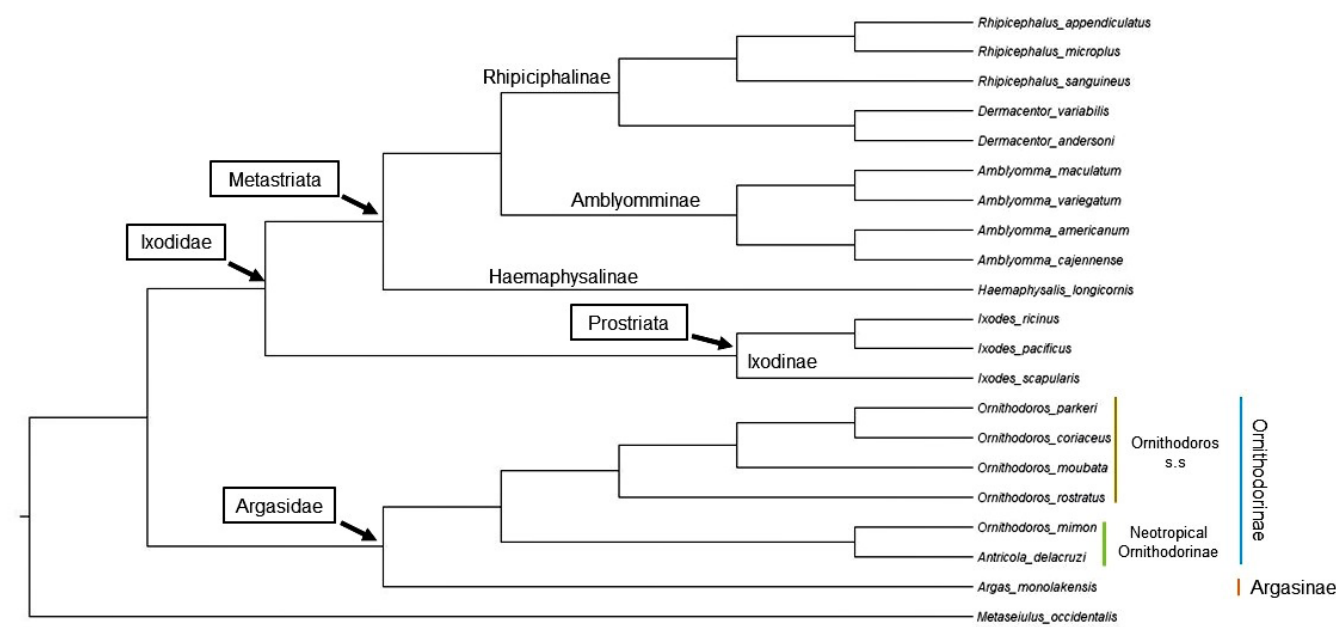 Rhipicephalus_appendiculatus
Rhipicephalus_microplus
Rhipiciphalinae
Rhipicephalus_sanguineus
Dermacentor_variabilis
Dermacentor_andersoni
Metastriata
Amblyomma_maculatum
Amblyomminae
Amblyomma_variegatum
Amblyomma_americanum
Ixodidae
Amblyomma_cajennense
Haemaphysalinae
Haemaphysalis_longicornis
Prostriata
Ixodes_ricinus
Ixodes_pacificus
Ixodinae
Ixodes_scapularis
Ornithodoros_parkeri
Ornithodoros_coriaceus
Ornithodoros
s.s
Ornithodorinae
Ornithodoros_moubata
Ornithodoros_rostratus
Argasidae
Ornithodoros_mimon
Neotropical
Ornithodorinae
Antricola_delacruzi
Argas_monolakensis
Argasinae
Metaseiulus_occidentalis